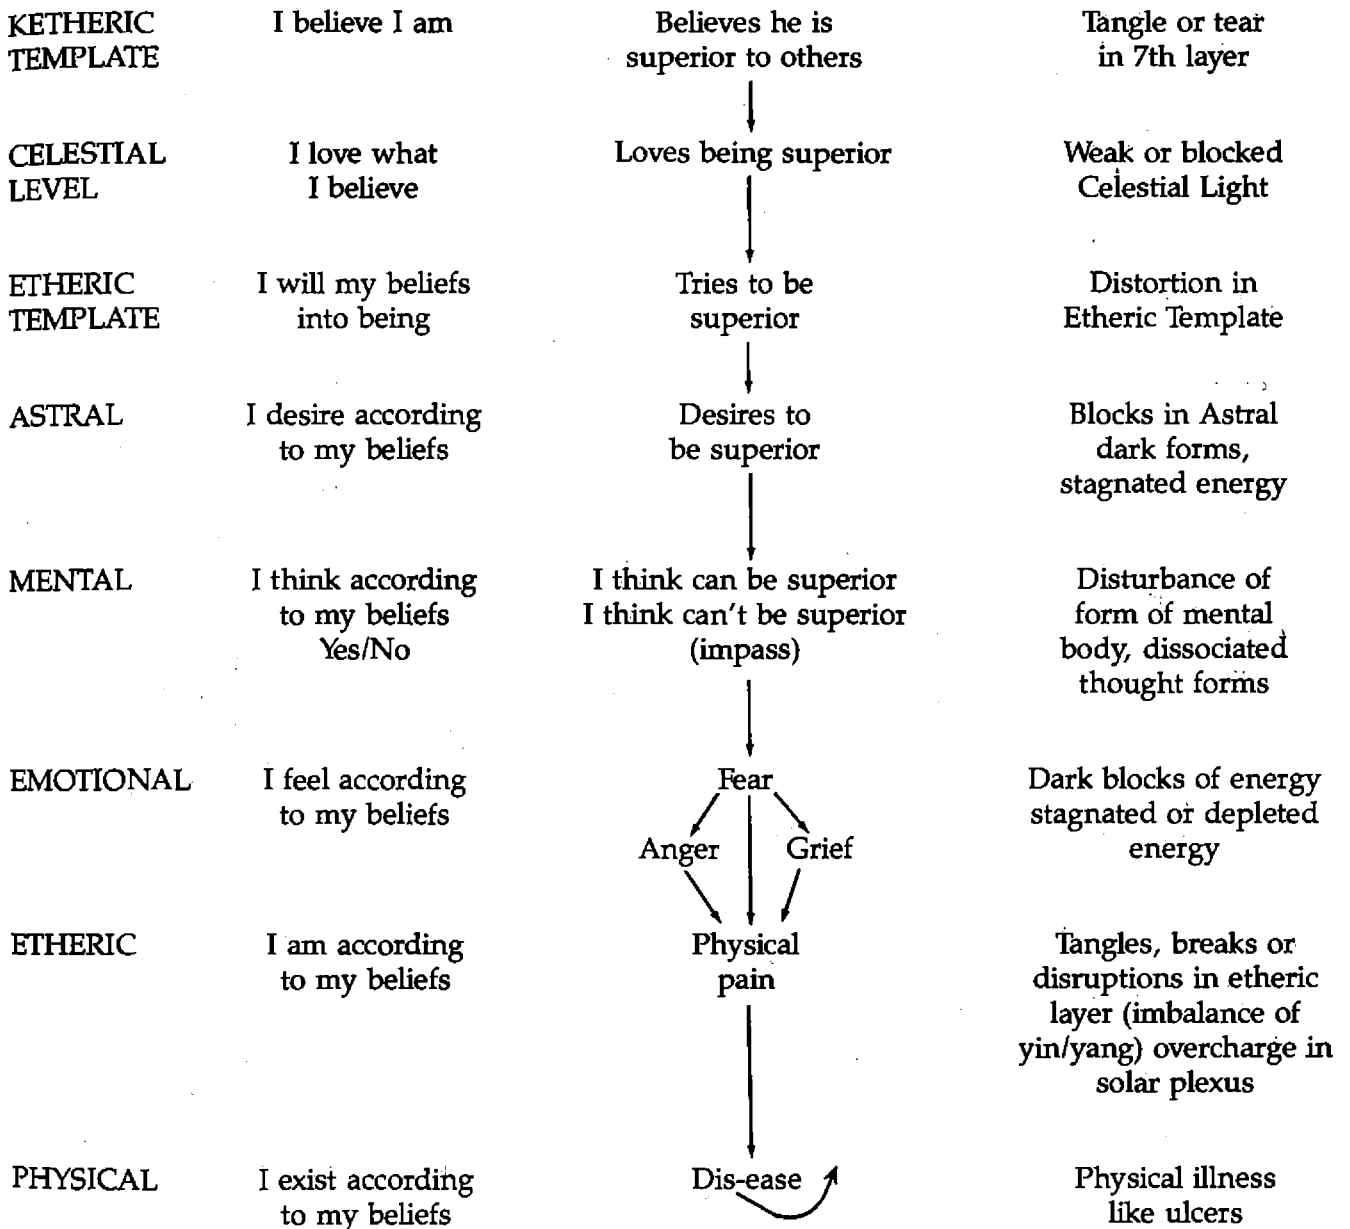 KETHERIC I believe I am Believes he is Tangle or tear
TEMPLATE superior to others in 7th layer
CELESTIAL I love what Loves being superior Weak or blocked
LEVEL I believe Celestial Light
ETHERIC I will my beliefs Tries to be Distortion in
TEMPLATE into being superior Etheric Template
ASTRAL I desire according Desires to Blocks in Astral
to my beliefs be superior dark forms,
stagnated energy
MENTAL I think according I think can be superior Disturbance of
to my beliefs I think can't be superior form of mental
Yes/No (impass) body, dissociated
thought forms
EMOTIONAL I feel according Fear Dark blocks of energy
to my beliefs stagnated or depleted
Anger Grief energy
ETHERIC I am according Physical Tangles, breaks or
to my beliefs pain disruptions in etheric
layer (imbalance of
yin/yang) overcharge in
solar plexus
PHYSICAL I exist according Dis-ease Physical illness
to my beliefs like ulcers